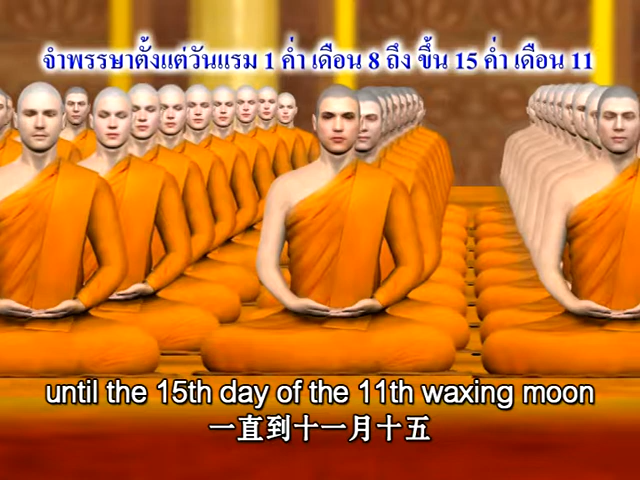 จำพรรษาตั้งแต่วันแรม 1 ค่ำ เดือน 8 ถึง ขึ้น 15 ค่ำ เดือน 11
until the 15th day of the 11th waxing moon
一直到十一月十五